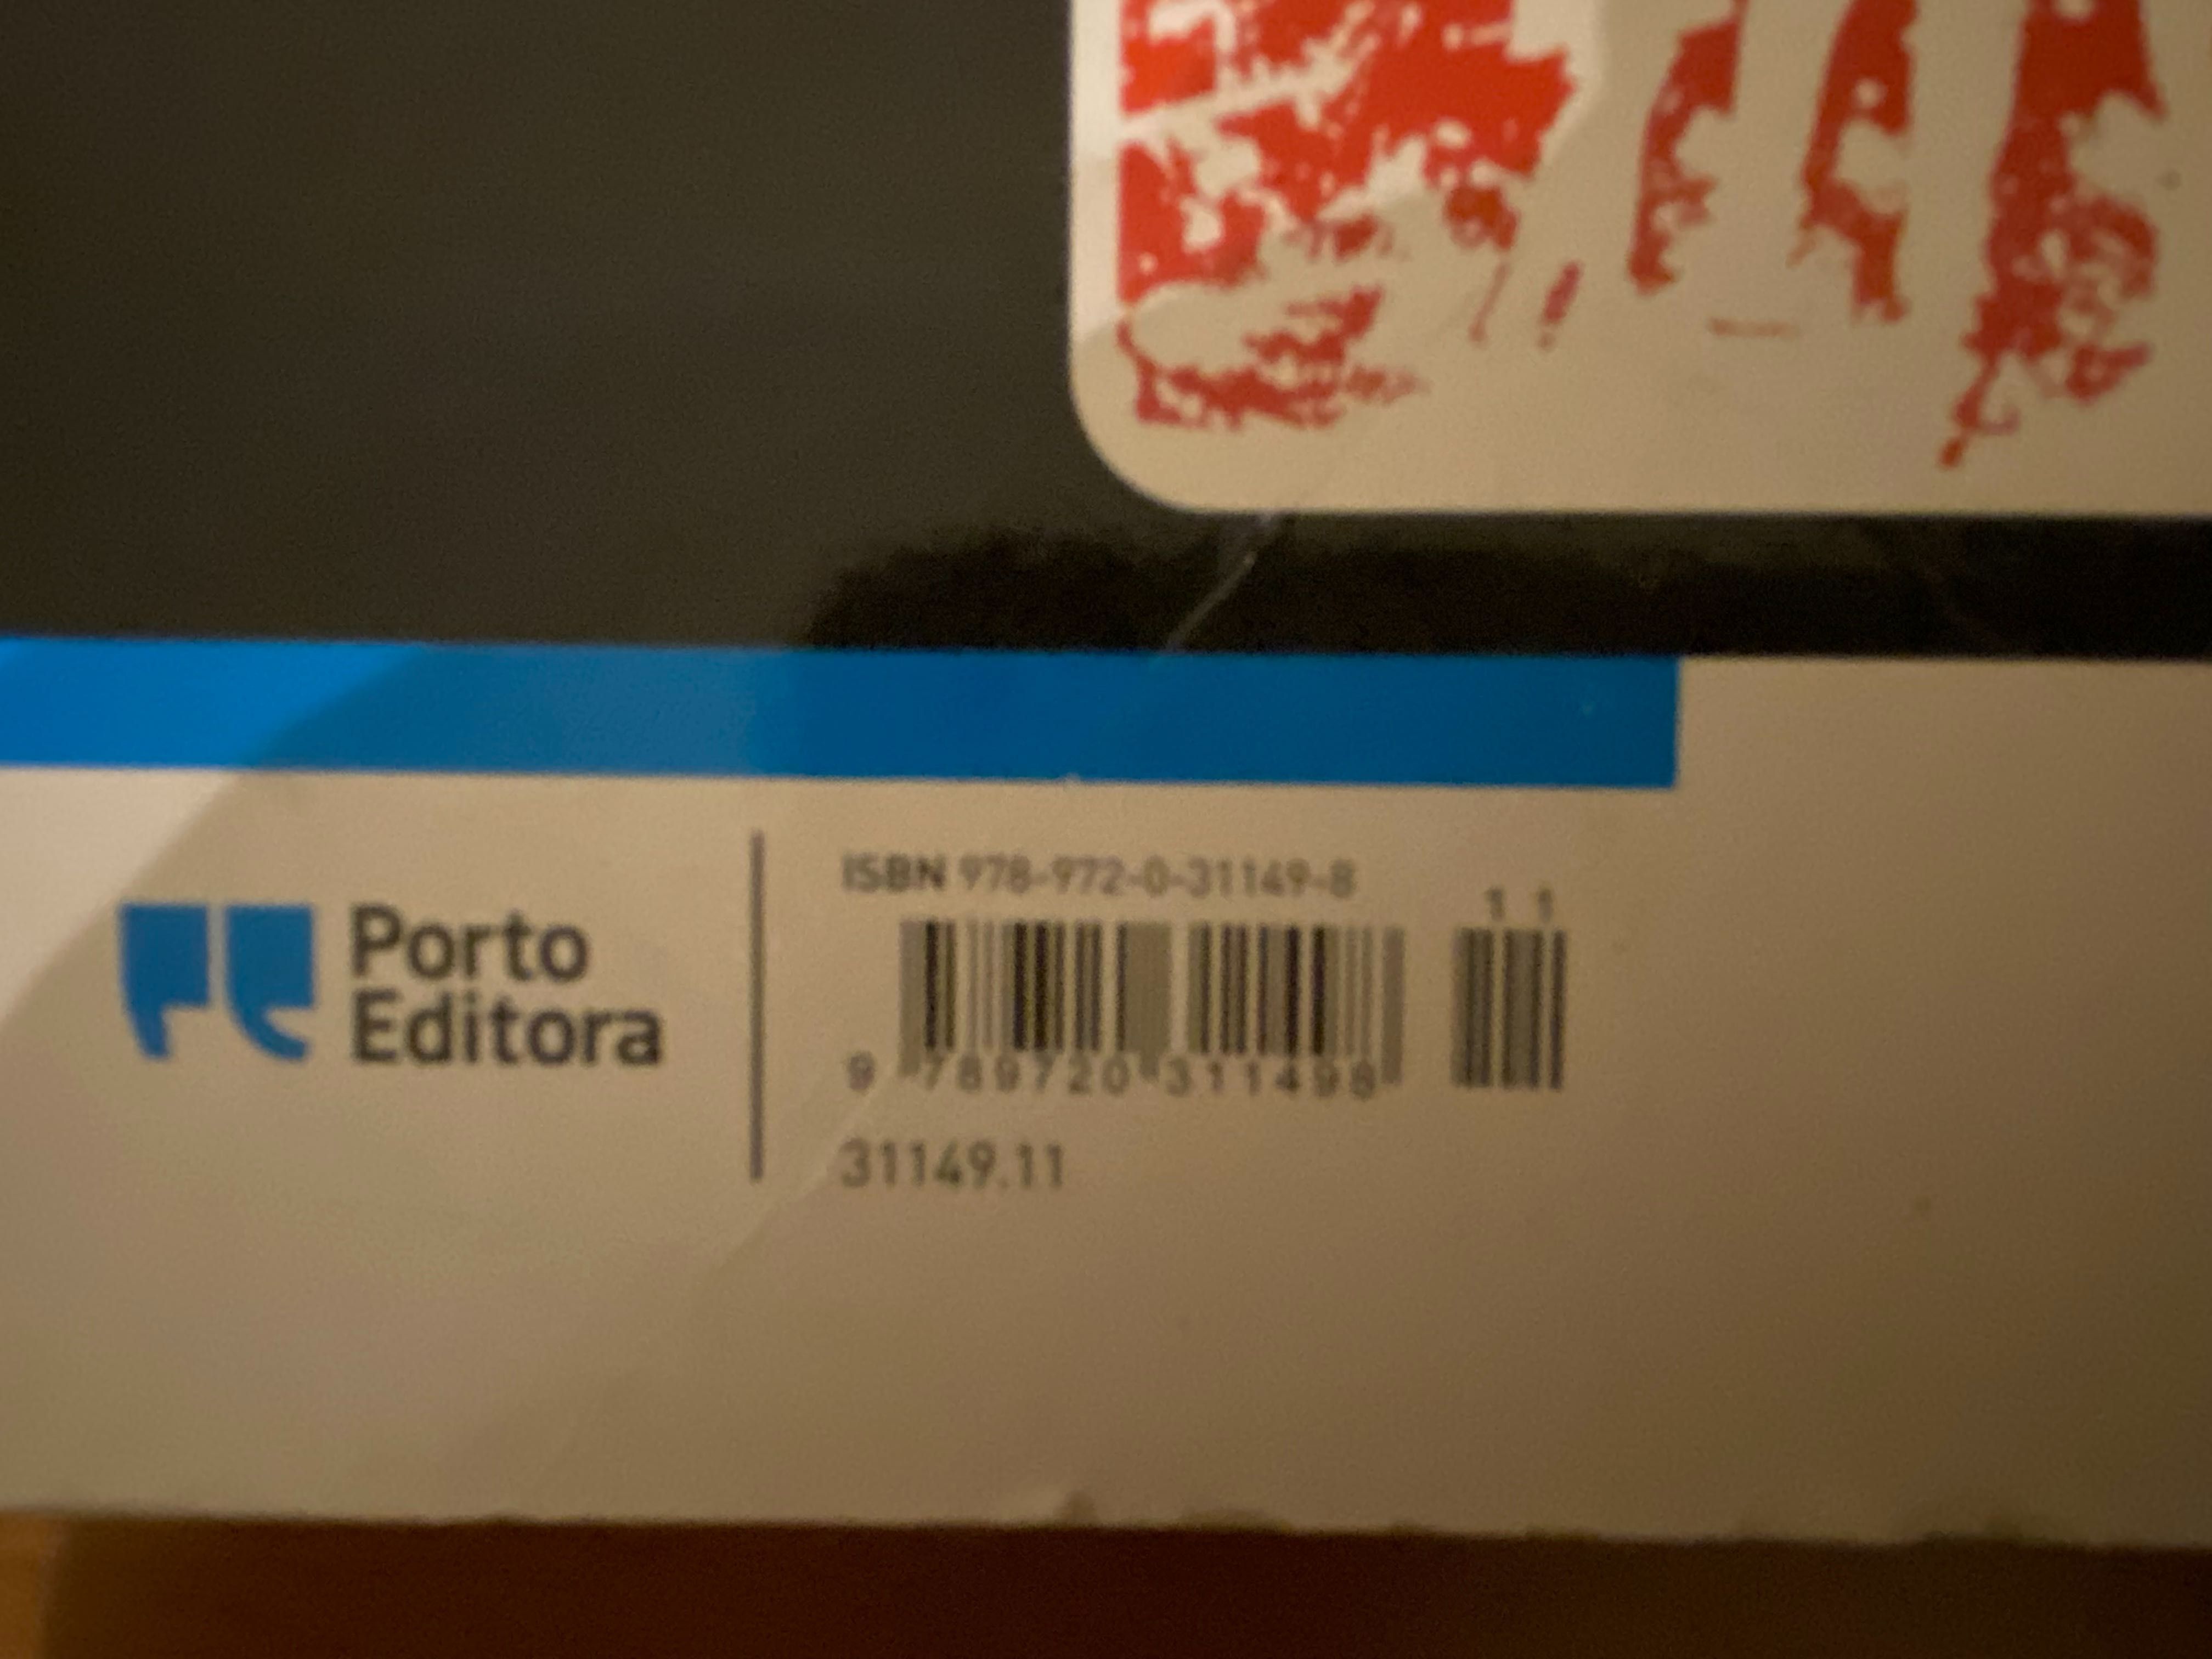 Porto
Editora
ISBN 978-972-0-31149-8
1 1
9 789720 311498
31149.11